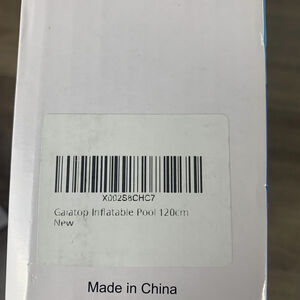 X002S8CHC7
Garatop Inflatable Pool 120cm
New
Made in China